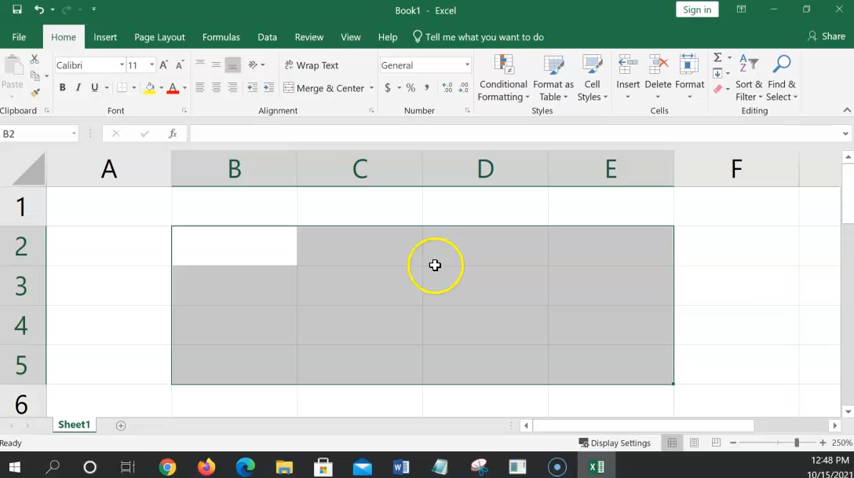 Book1 - Excel
Sign in
File Home Insert Page Layout Formulas Data Review View Help Tell me what you want to do Share
Calibri 11 A A Wrap Text General Conditional Formatting Format as Table Cell Styles Insert Delete Format Σ Sort & Filter Find & Select
Paste B I U A Merge & Center $ % ,
Clipboard Font Alignment Number Styles Cells Editing
B2 fx
A B C D E F
1
2
3
4
5
6
Sheet1
Ready Display Settings 250%
12:48 PM
10/15/2021